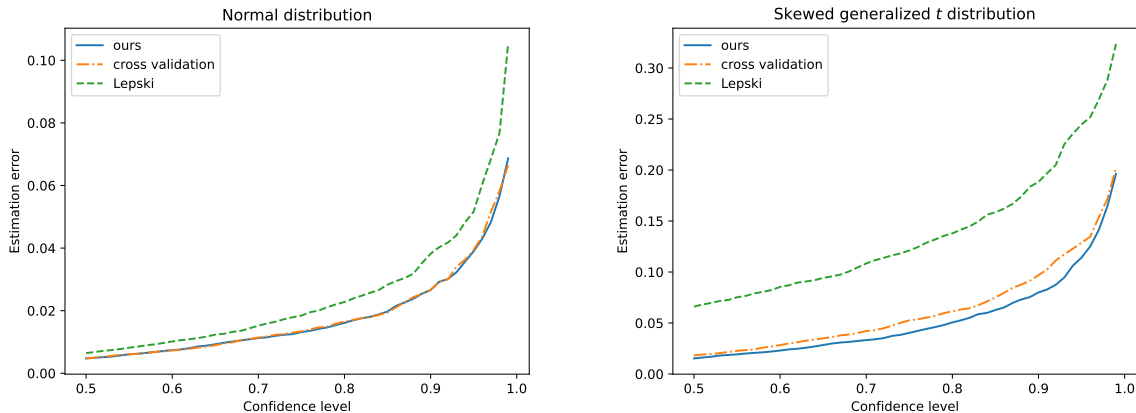 Normal distribution
ours
cross validation
Lepski
Estimation error
0.10
0.08
0.06
0.04
0.02
0.00
0.5 0.6 0.7 0.8 0.9 1.0
Confidence level
Skewed generalized t distribution
ours
cross validation
Lepski
Estimation error
0.30
0.25
0.20
0.15
0.10
0.05
0.00
0.5 0.6 0.7 0.8 0.9 1.0
Confidence level